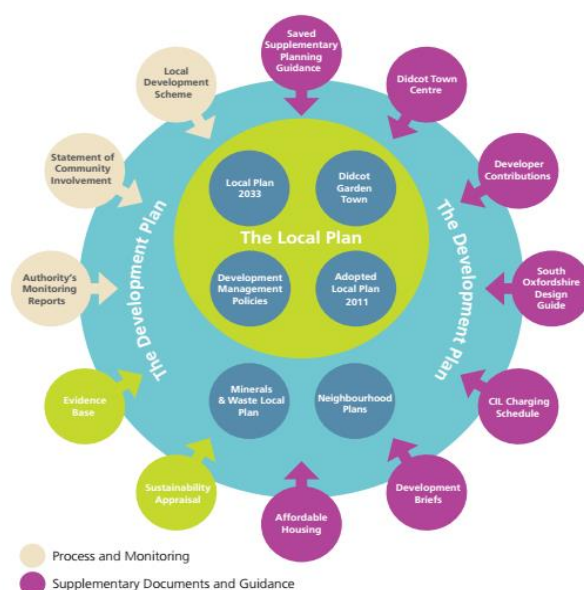 Saved
Supplementary
Planning
Guidance
Local
Development
Scheme
Didcot Town
Centre
Statement of
Community
Involvement
Developer
Contributions
Local Plan
2033
Didcot
Garden
Town
The Local Plan
The Development Plan
The Development Plan
Authority's
Monitoring
Reports
Development
Management
Policies
Adopted
Local Plan
2011
South
Oxfordshire
Design
Guide
Evidence
Base
Minerals
& Waste Local
Plan
Neighbourhood
Plans
CIL Charging
Schedule
Sustainability
Appraisal
Affordable
Housing
Development
Briefs
Process and Monitoring
Supplementary Documents and Guidance